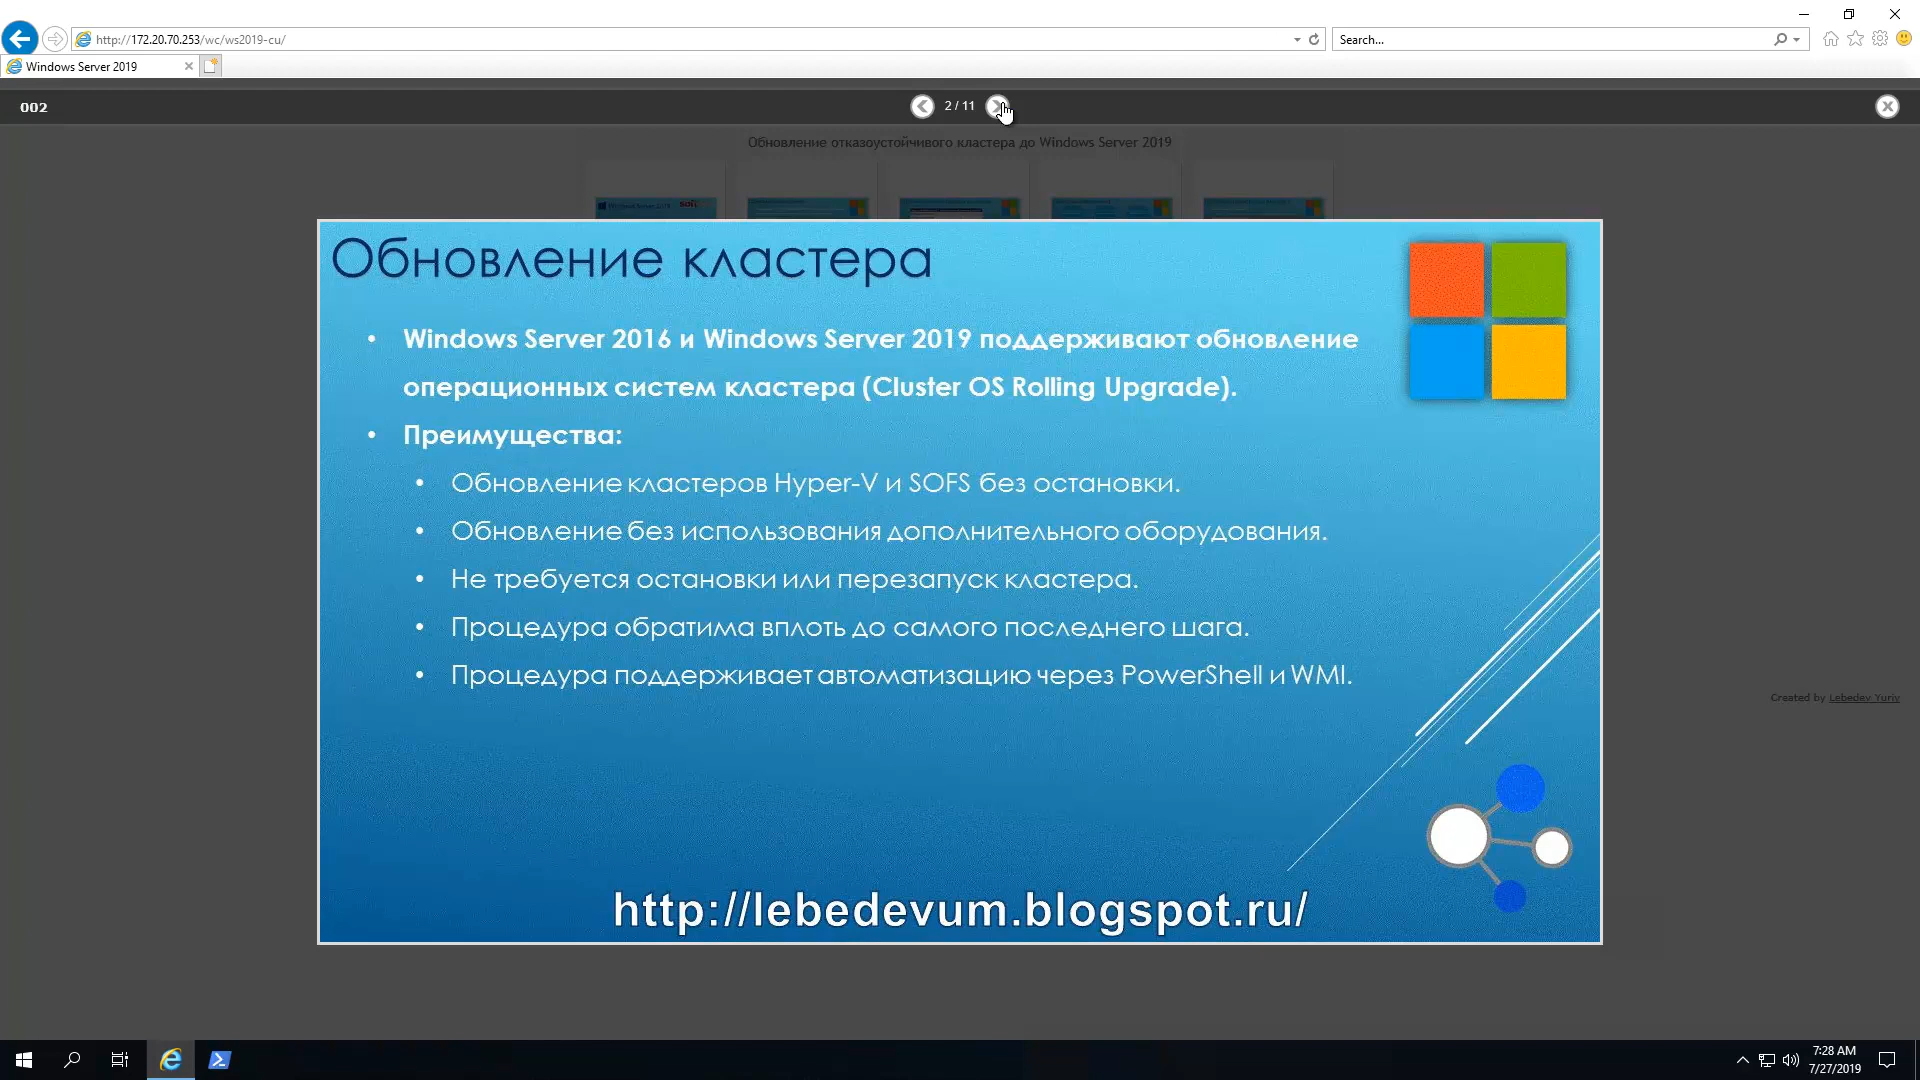 http://172.20.70.253/wc/ws2019-cu/
Search...
Windows Server 2019
002
2 / 11
Обновление отказоустойчивого кластера до Windows Server 2019
Обновление кластера
• Windows Server 2016 и Windows Server 2019 поддерживают обновление
операционных систем кластера (Cluster OS Rolling Upgrade).
• Преимущества:
• Обновление кластеров Hyper-V и SOFS без остановки.
• Обновление без использования дополнительного оборудования.
• Не требуется остановки или перезапуск кластера.
• Процедура обратима вплоть до самого последнего шага.
• Процедура поддерживает автоматизацию через PowerShell и WMI.
Created by Lebedev Yuriy
http://lebedevum.blogspot.ru/
7:28 AM
7/27/2019